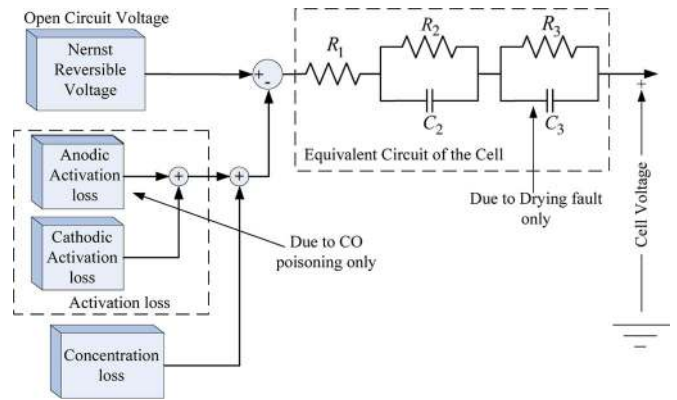 Open Circuit Voltage
Nernst
Reversible
Voltage
+
-
R1
R2
C2
R3
C3
Equivalent Circuit of the Cell
+
Cell Voltage
Due to Drying fault
only
Anodic
Activation
loss
+
+
Due to CO
poisoning only
Cathodic
Activation
loss
Activation loss
Concentration
loss